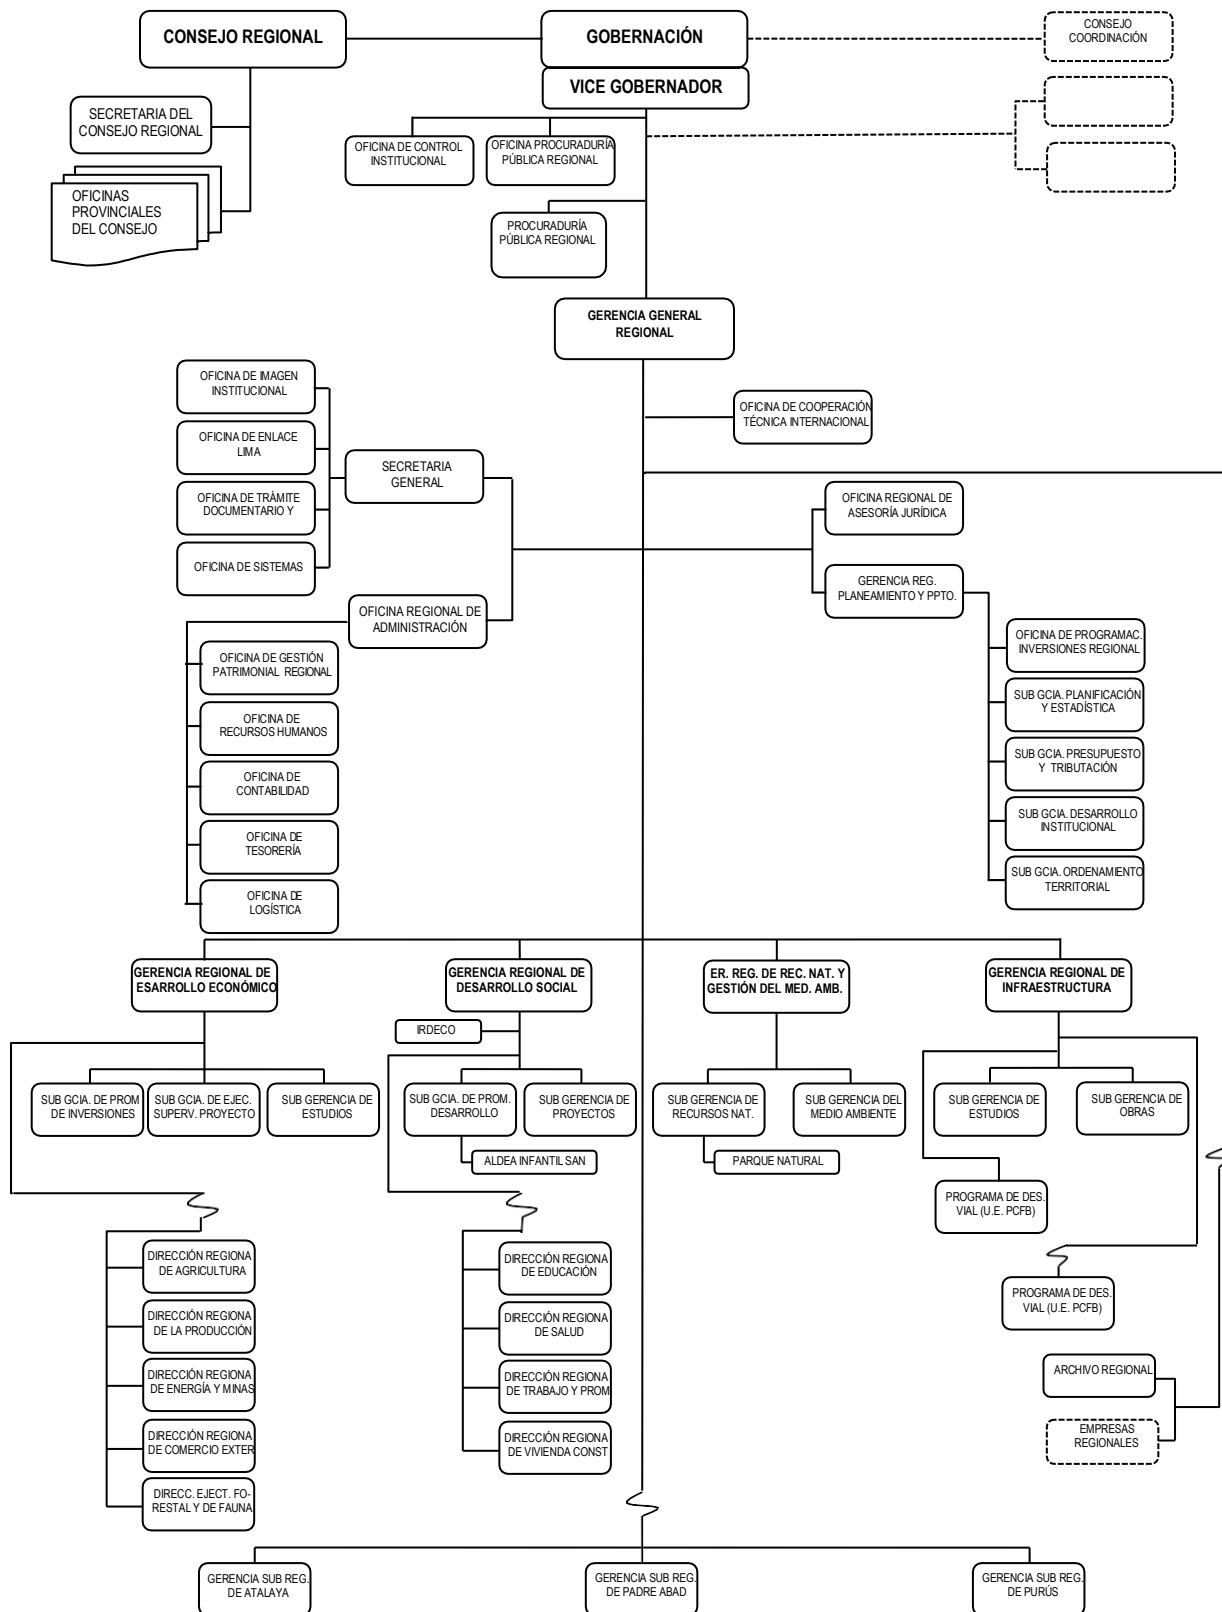 CONSEJO REGIONAL
GOBERNACIÓN
CONSEJO
COORDINACIÓN
VICE GOBERNADOR
SECRETARIA DEL
CONSEJO REGIONAL
OFICINA DE CONTROL
INSTITUCIONAL
OFICINA PROCURADURÍA
PÚBLICA REGIONAL
OFICINAS
PROVINCIALES
DEL CONSEJO
PROCURADURÍA
PÚBLICA REGIONAL
GERENCIA GENERAL
REGIONAL
OFICINA DE IMAGEN
INSTITUCIONAL
OFICINA DE COOPERACIÓN
TÉCNICA INTERNACIONAL
OFICINA DE ENLACE
LIMA
SECRETARIA
GENERAL
OFICINA DE TRÁMITE
DOCUMENTARIO Y
OFICINA REGIONAL DE
ASESORÍA JURÍDICA
OFICINA DE SISTEMAS
GERENCIA REG.
PLANEAMIENTO Y PPTO.
OFICINA REGIONAL DE
ADMINISTRACIÓN
OFICINA DE GESTIÓN
PATRIMONIAL REGIONAL
OFICINA DE
RECURSOS HUMANOS
OFICINA DE
CONTABILIDAD
OFICINA DE
TESORERÍA
OFICINA DE
LOGÍSTICA
OFICINA DE PROGRAMAC.
INVERSIONES REGIONAL
SUB GCIA. PLANIFICACIÓN
Y ESTADÍSTICA
SUB GCIA. PRESUPUESTO
Y TRIBUTACIÓN
SUB GCIA. DESARROLLO
INSTITUCIONAL
SUB GCIA. ORDENAMIENTO
TERRITORIAL
GERENCIA REGIONAL DE
ESARROLLO ECONÓMICO
GERENCIA REGIONAL DE
DESARROLLO SOCIAL
ER. REG. DE REC. NAT. Y
GESTIÓN DEL MED. AMB.
GERENCIA REGIONAL DE
INFRAESTRUCTURA
IRDECO
SUB GCIA. DE PROM
DE INVERSIONES
SUB GCIA. DE EJEC.
SUPERV. PROYECTO
SUB GERENCIA DE
ESTUDIOS
SUB GCIA. DE PROM.
DESARROLLO
SUB GERENCIA DE
PROYECTOS
SUB GERENCIA DE
RECURSOS NAT.
SUB GERENCIA DEL
MEDIO AMBIENTE
SUB GERENCIA DE
ESTUDIOS
SUB GERENCIA DE
OBRAS
ALDEA INFANTIL SAN
PARQUE NATURAL
PROGRAMA DE DES.
VIAL (U.E. PCFB)
DIRECCIÓN REGIONA
DE AGRICULTURA
DIRECCIÓN REGIONA
DE LA PRODUCCIÓN
DIRECCIÓN REGIONA
DE ENERGÍA Y MINAS
DIRECCIÓN REGIONA
DE COMERCIO EXTER
DIRECC. EJECT. FO-
RESTAL Y DE FAUNA
DIRECCIÓN REGIONA
DE EDUCACIÓN
DIRECCIÓN REGIONA
DE SALUD
DIRECCIÓN REGIONA
DE TRABAJO Y PROM
DIRECCIÓN REGIONA
DE VIVIENDA CONST
PROGRAMA DE DES.
VIAL (U.E. PCFB)
ARCHIVO REGIONAL
EMPRESAS
REGIONALES
GERENCIA SUB REG.
DE ATALAYA
GERENCIA SUB REG.
DE PADRE ABAD
GERENCIA SUB REG.
DE PURÚS